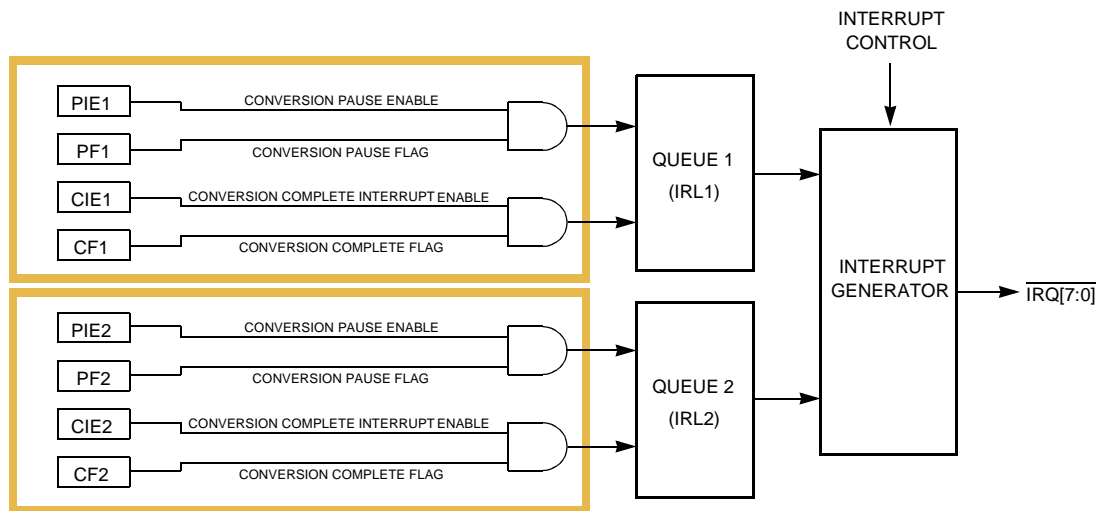 INTERRUPT
CONTROL
PIE1
CONVERSION PAUSE ENABLE
PF1
CONVERSION PAUSE FLAG
CIE1
CONVERSION COMPLETE INTERRUPT ENABLE
CF1
CONVERSION COMPLETE FLAG
QUEUE 1
(IRL1)
PIE2
CONVERSION PAUSE ENABLE
PF2
CONVERSION PAUSE FLAG
CIE2
CONVERSION COMPLETE INTERRUPT ENABLE
CF2
CONVERSION COMPLETE FLAG
QUEUE 2
(IRL2)
INTERRUPT
GENERATOR
IRQ[7:0]